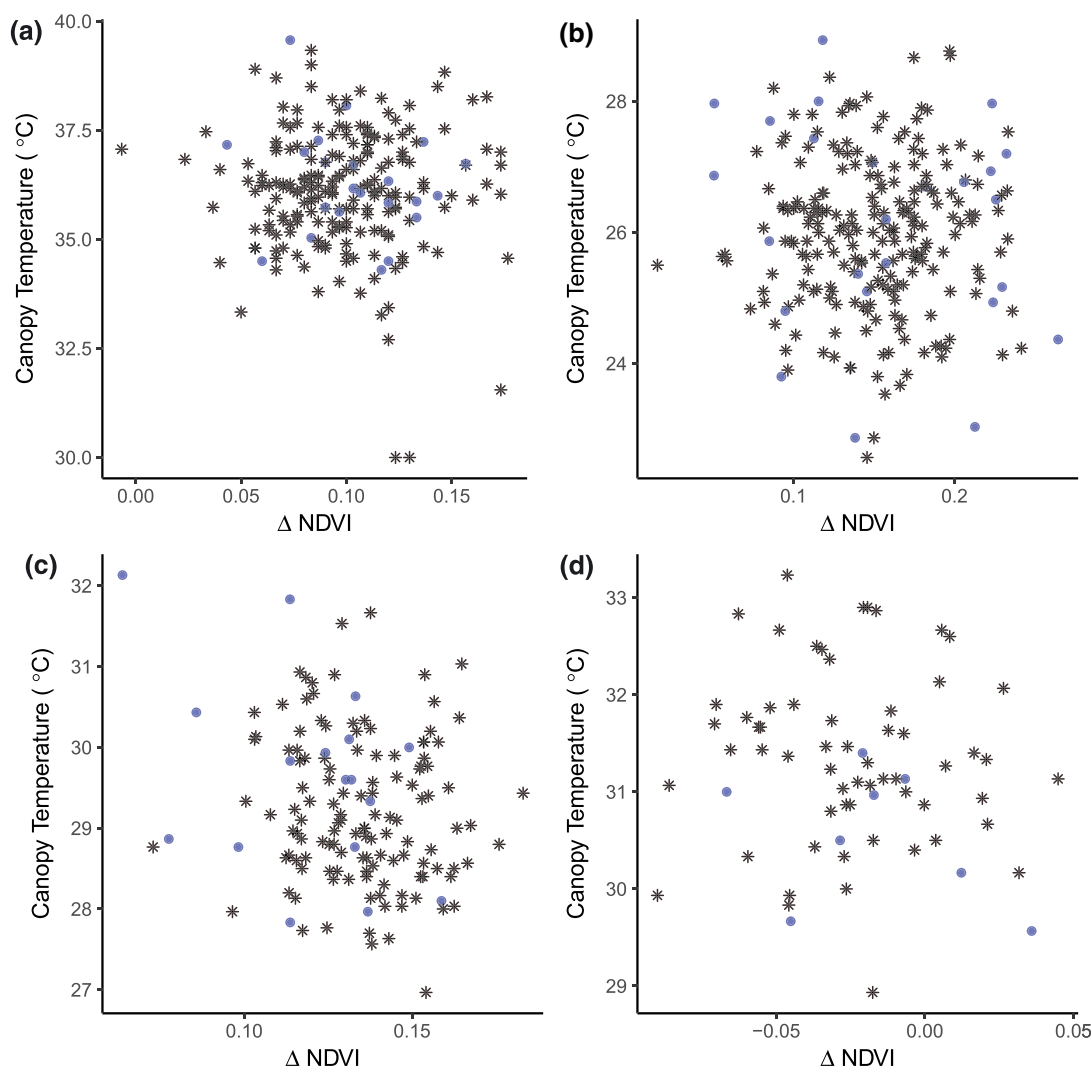 (a)
40.0
37.5
35.0
32.5
30.0
Canopy Temperature ( °C)
0.00 0.05 0.10 0.15
Δ NDVI
(b)
28
26
24
Canopy Temperature ( °C)
0.1 0.2
Δ NDVI
(c)
32
31
30
29
28
27
Canopy Temperature ( °C)
0.10 0.15
Δ NDVI
(d)
33
32
31
30
29
Canopy Temperature ( °C)
−0.05 0.00 0.05
Δ NDVI